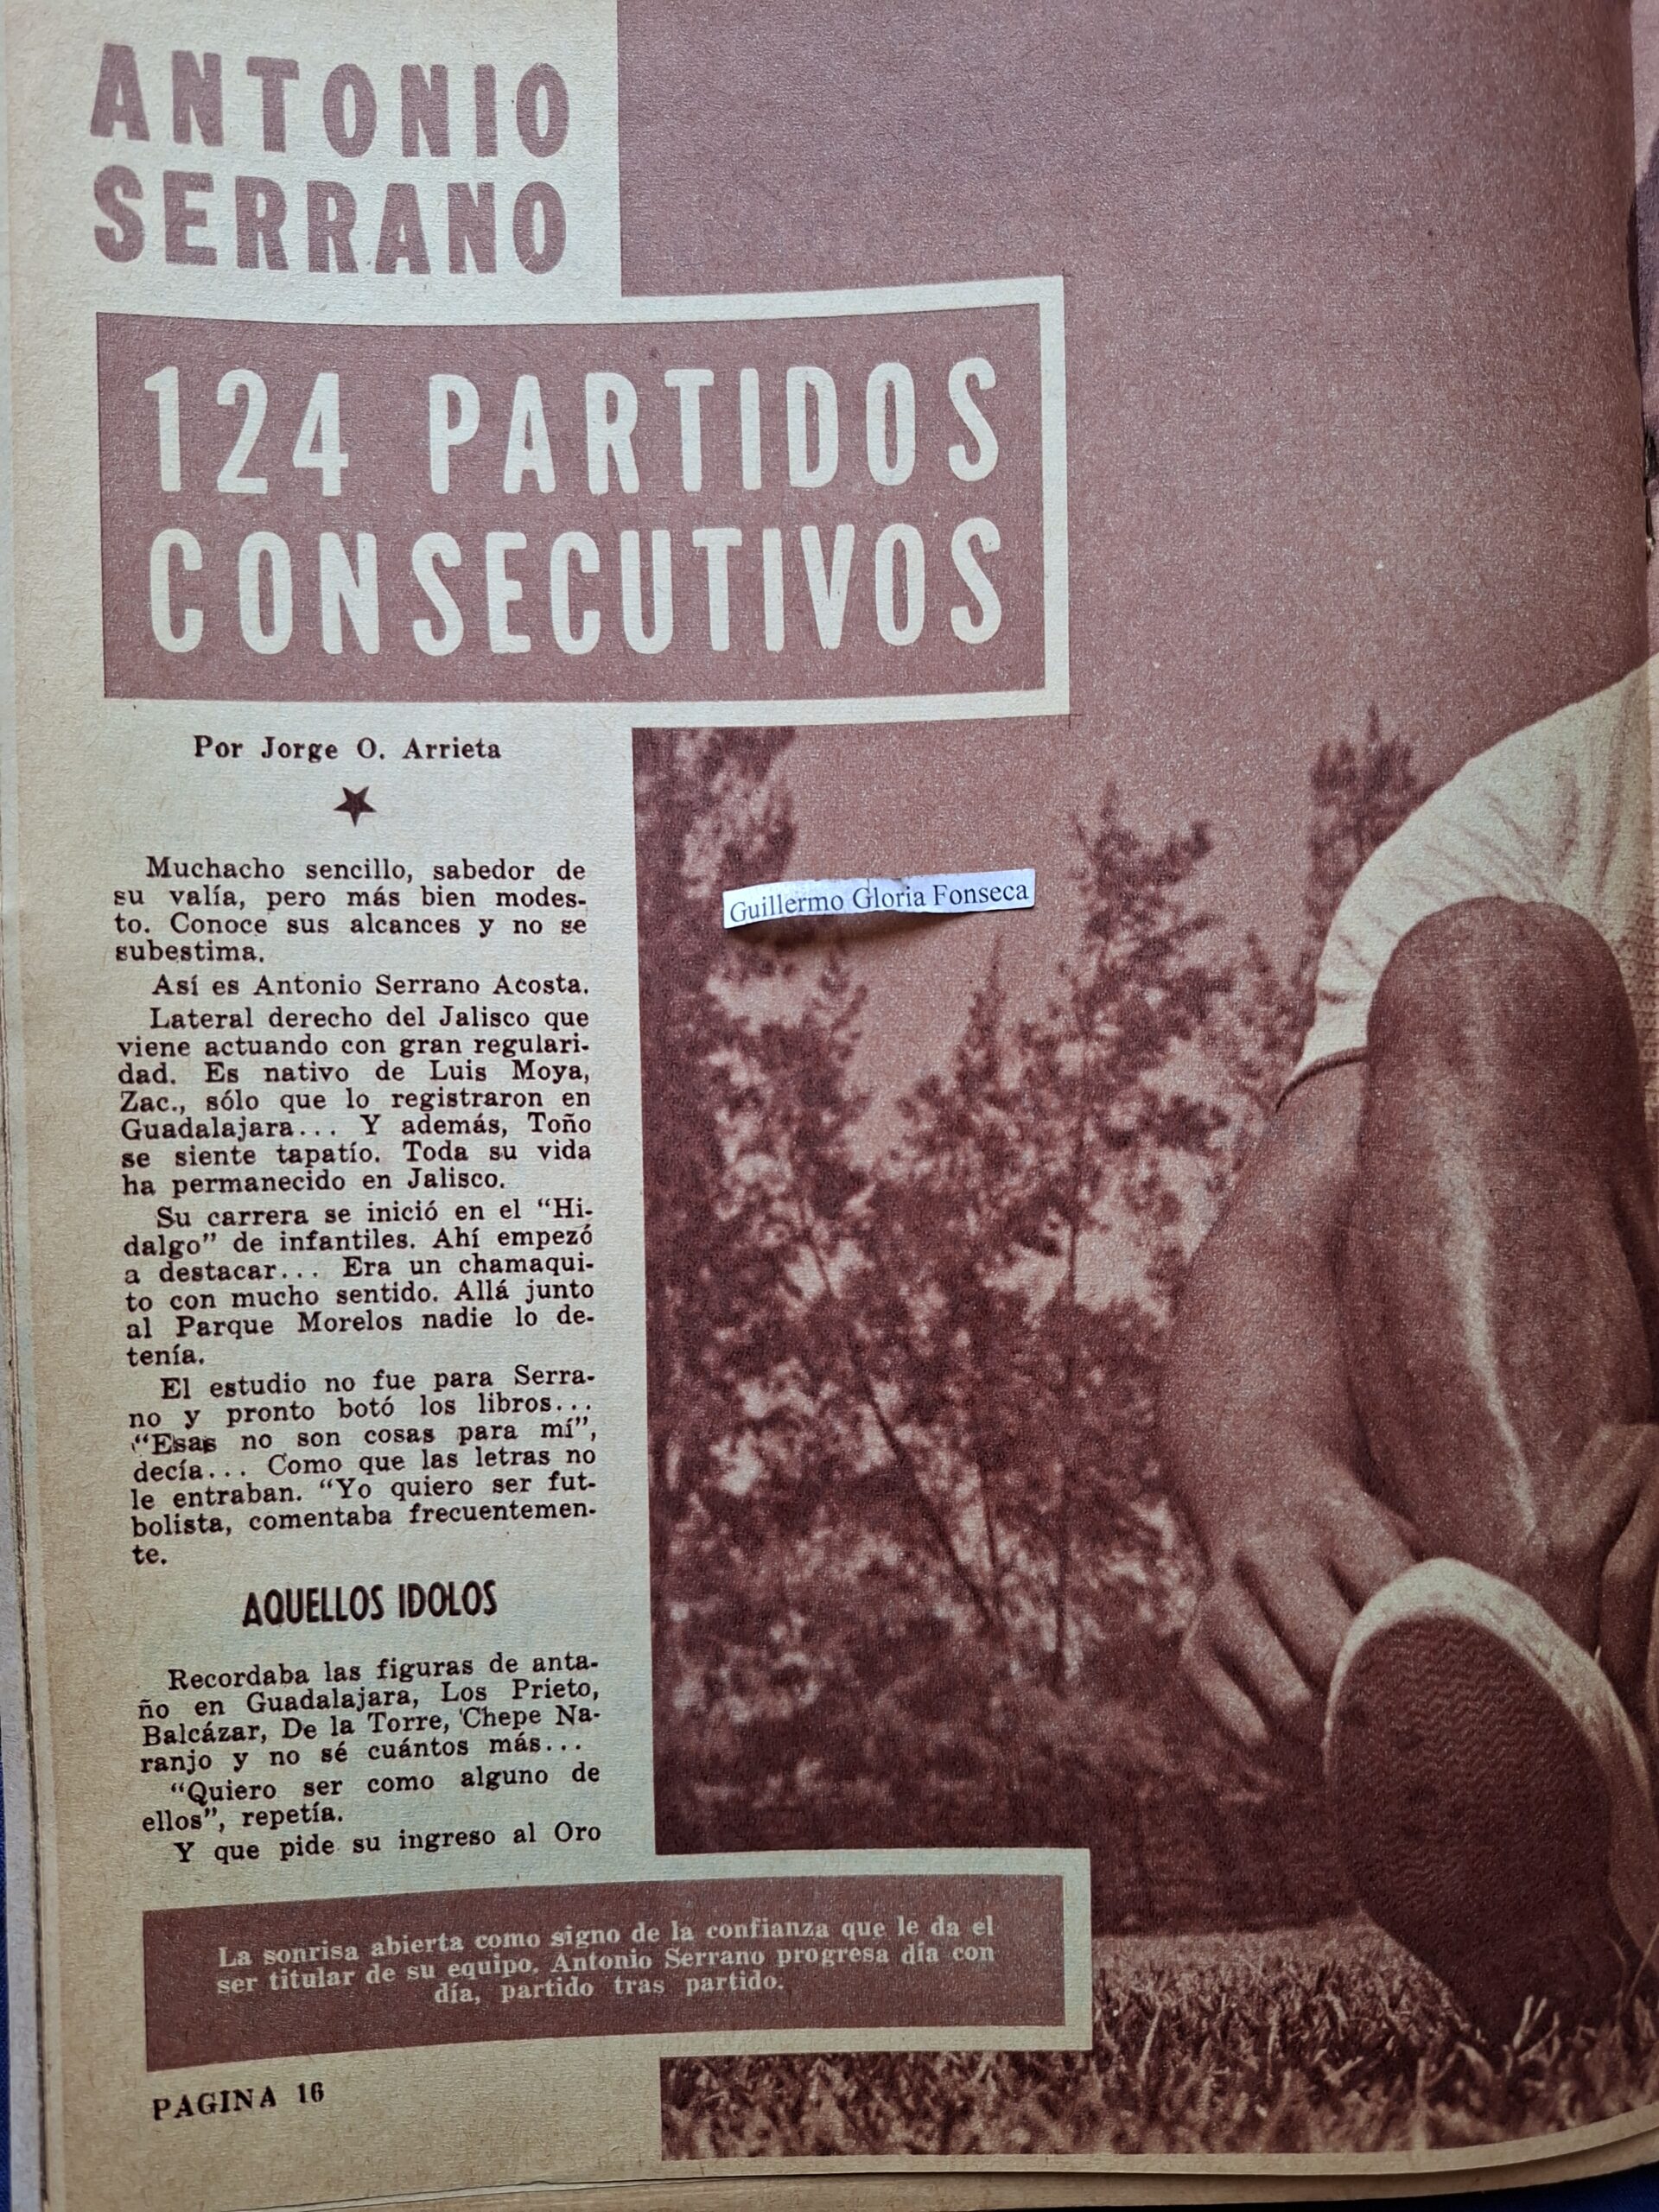 ANTONIO
SERRANO
124 PARTIDOS
CONSECUTIVOS
Por Jorge O. Arrieta
Muchacho sencillo, sabedor de
su valía, pero más bien modes-
to. Conoce sus alcances y no se
subestima.
Así es Antonio Serrano Acosta.
Lateral derecho del Jalisco que
viene actuando con gran regulari-
dad. Es nativo de Luis Moya,
Zac., sólo que lo registraron en
Guadalajara... Y además, Toño
se siente tapatío. Toda su vida
ha permanecido en Jalisco.
Su carrera se inició en el “Hi-
dalgo” de infantiles. Ahí empezó
a destacar... Era un chamaqui-
to con mucho sentido. Allá junto
al Parque Morelos nadie lo de-
tenía.
El estudio no fue para Serra-
no y pronto botó los libros...
“Esas no son cosas para mí”,
decía... Como que las letras no
le entraban. “Yo quiero ser fut-
bolista, comentaba frecuentemen-
te.
AQUELLOS IDOLOS
Recordaba las figuras de anta-
ño en Guadalajara, Los Prieto,
Balcázar, De la Torre, Chepe Na-
ranjo y no sé cuántos más...
“Quiero ser como alguno de
ellos”, repetía.
Y que pide su ingreso al Oro
Guillermo Gloria Fonseca
La sonrisa abierta como signo de la confianza que le da el
ser titular de su equipo. Antonio Serrano progresa día con
día, partido tras partido.
PAGINA 16